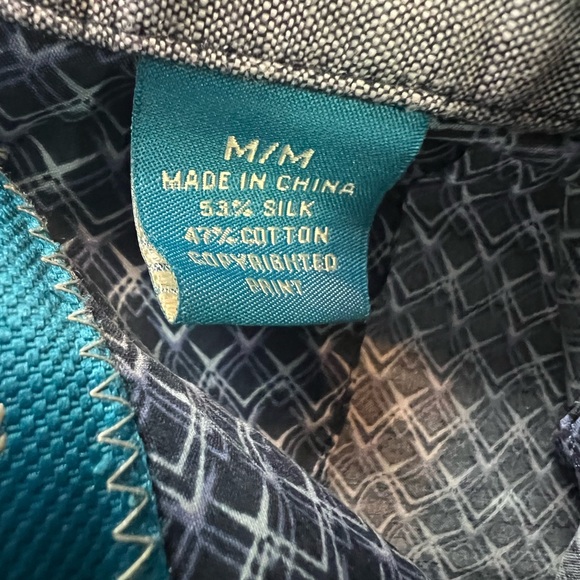 M/M
MADE IN CHINA
53% SILK
47% COTTON
COPYRIGHTED
PRINT